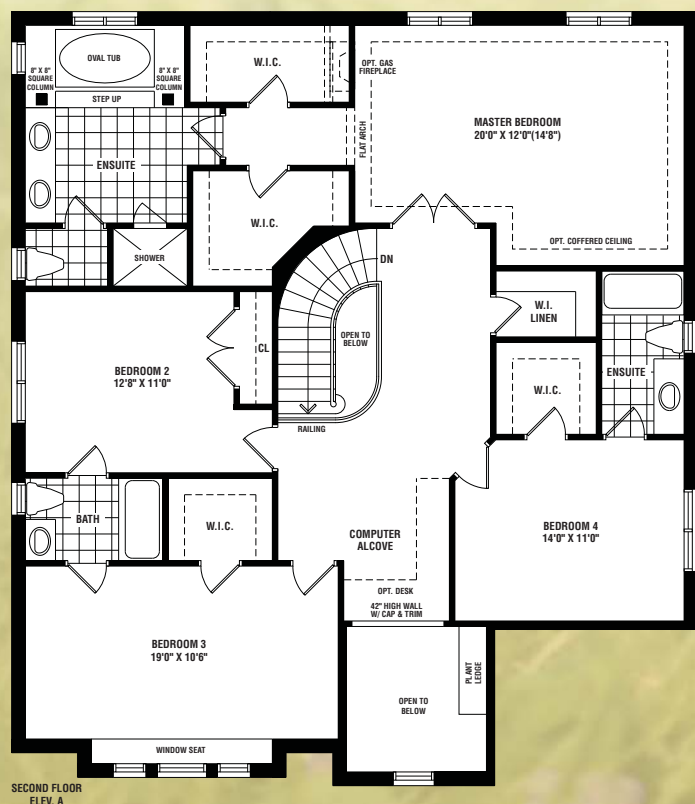 OVAL TUB
8" X 8"
SQUARE
COLUMN
8" X 8"
SQUARE
COLUMN
STEP UP
ENSUITE
W.I.C.
OPT. GAS
FIREPLACE
FLAT ARCH
MASTER BEDROOM
20'0" X 12'0"(14'8")
OPT. COFFERED CEILING
W.I.C.
SHOWER
DN
OPEN TO
BELOW
RAILING
W.I.
LINEN
ENSUITE
W.I.C.
BEDROOM 2
12'8" X 11'0"
CL
BATH
W.I.C.
COMPUTER
ALCOVE
OPT. DESK
42" HIGH WALL
W/ CAP & TRIM
BEDROOM 4
14'0" X 11'0"
BEDROOM 3
19'0" X 10'6"
WINDOW SEAT
OPEN TO
BELOW
PLANT
LEDGE
SECOND FLOOR
ELEV. A